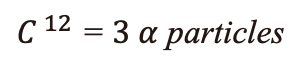 C ¹² = 3 α particles